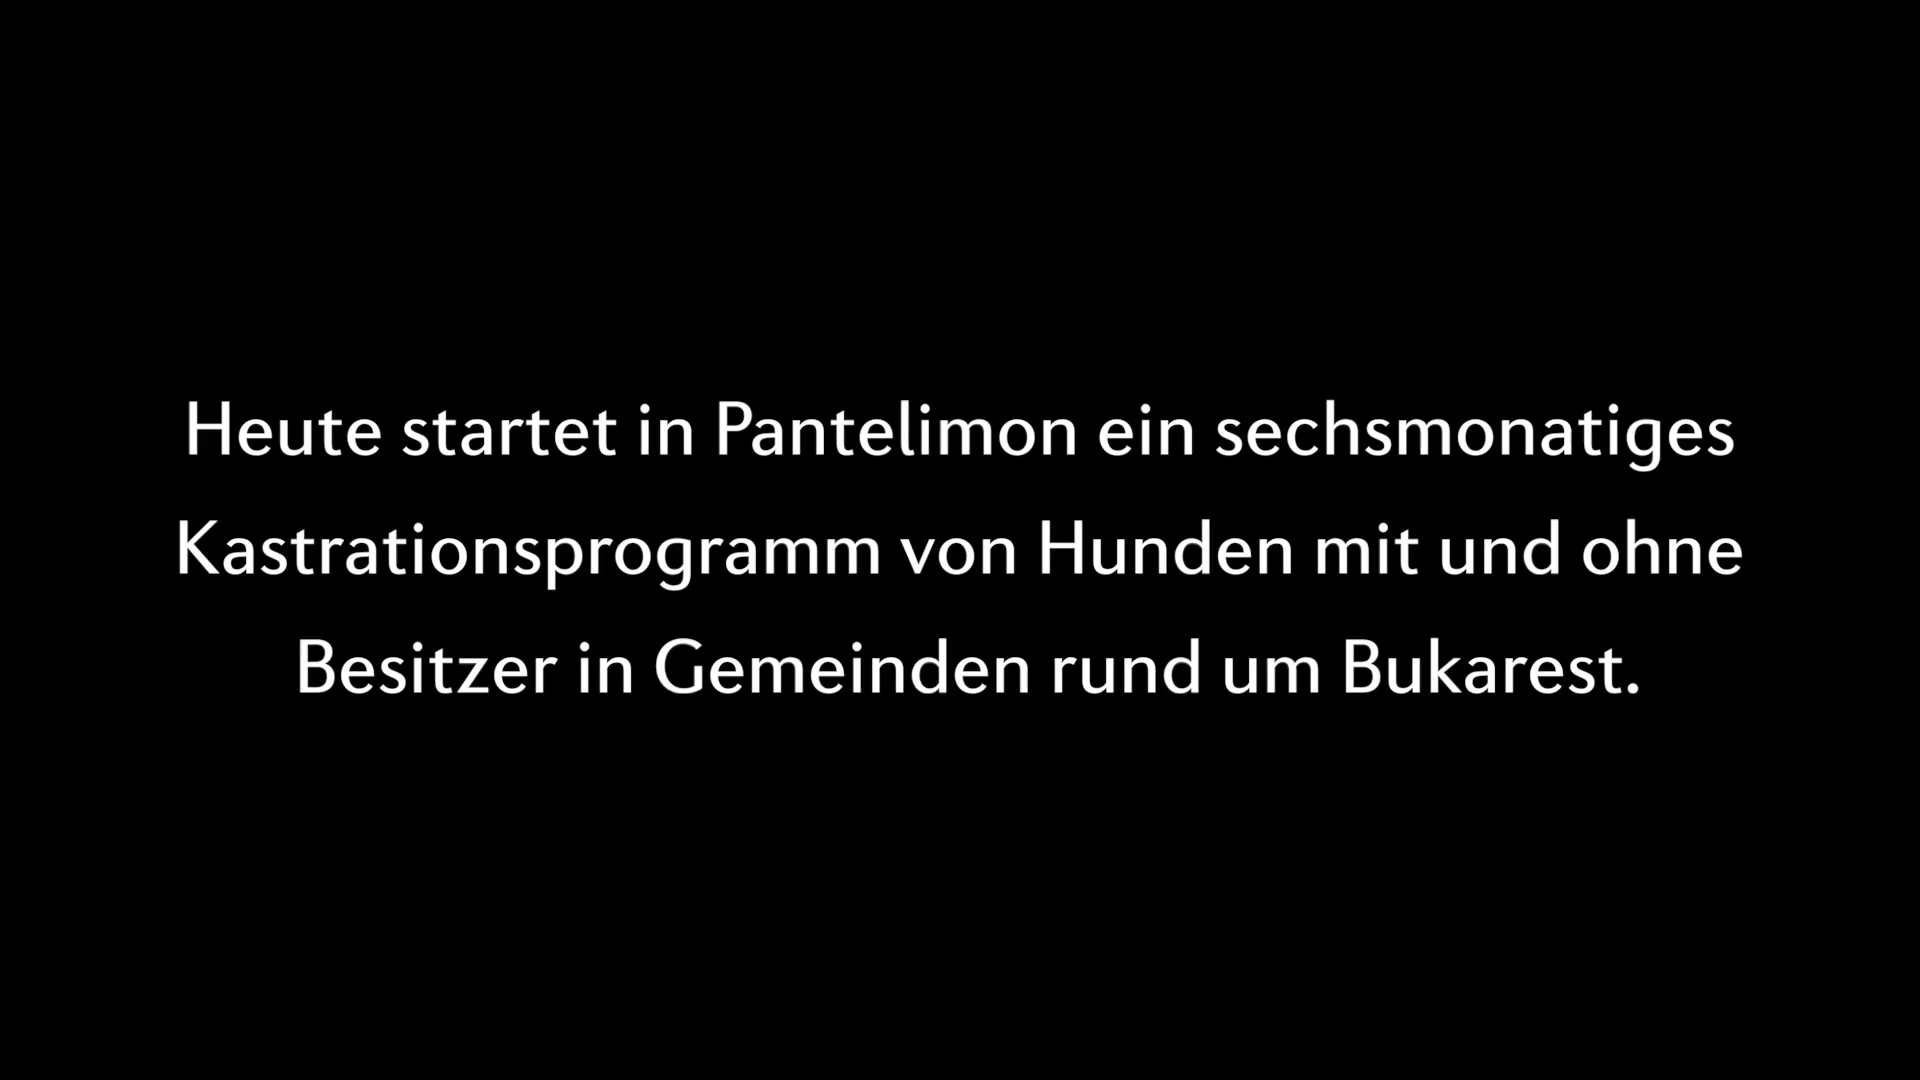 Heute startet in Pantelimon ein sechsmonatiges
Kastrationsprogramm von Hunden mit und ohne
Besitzer in Gemeinden rund um Bukarest.